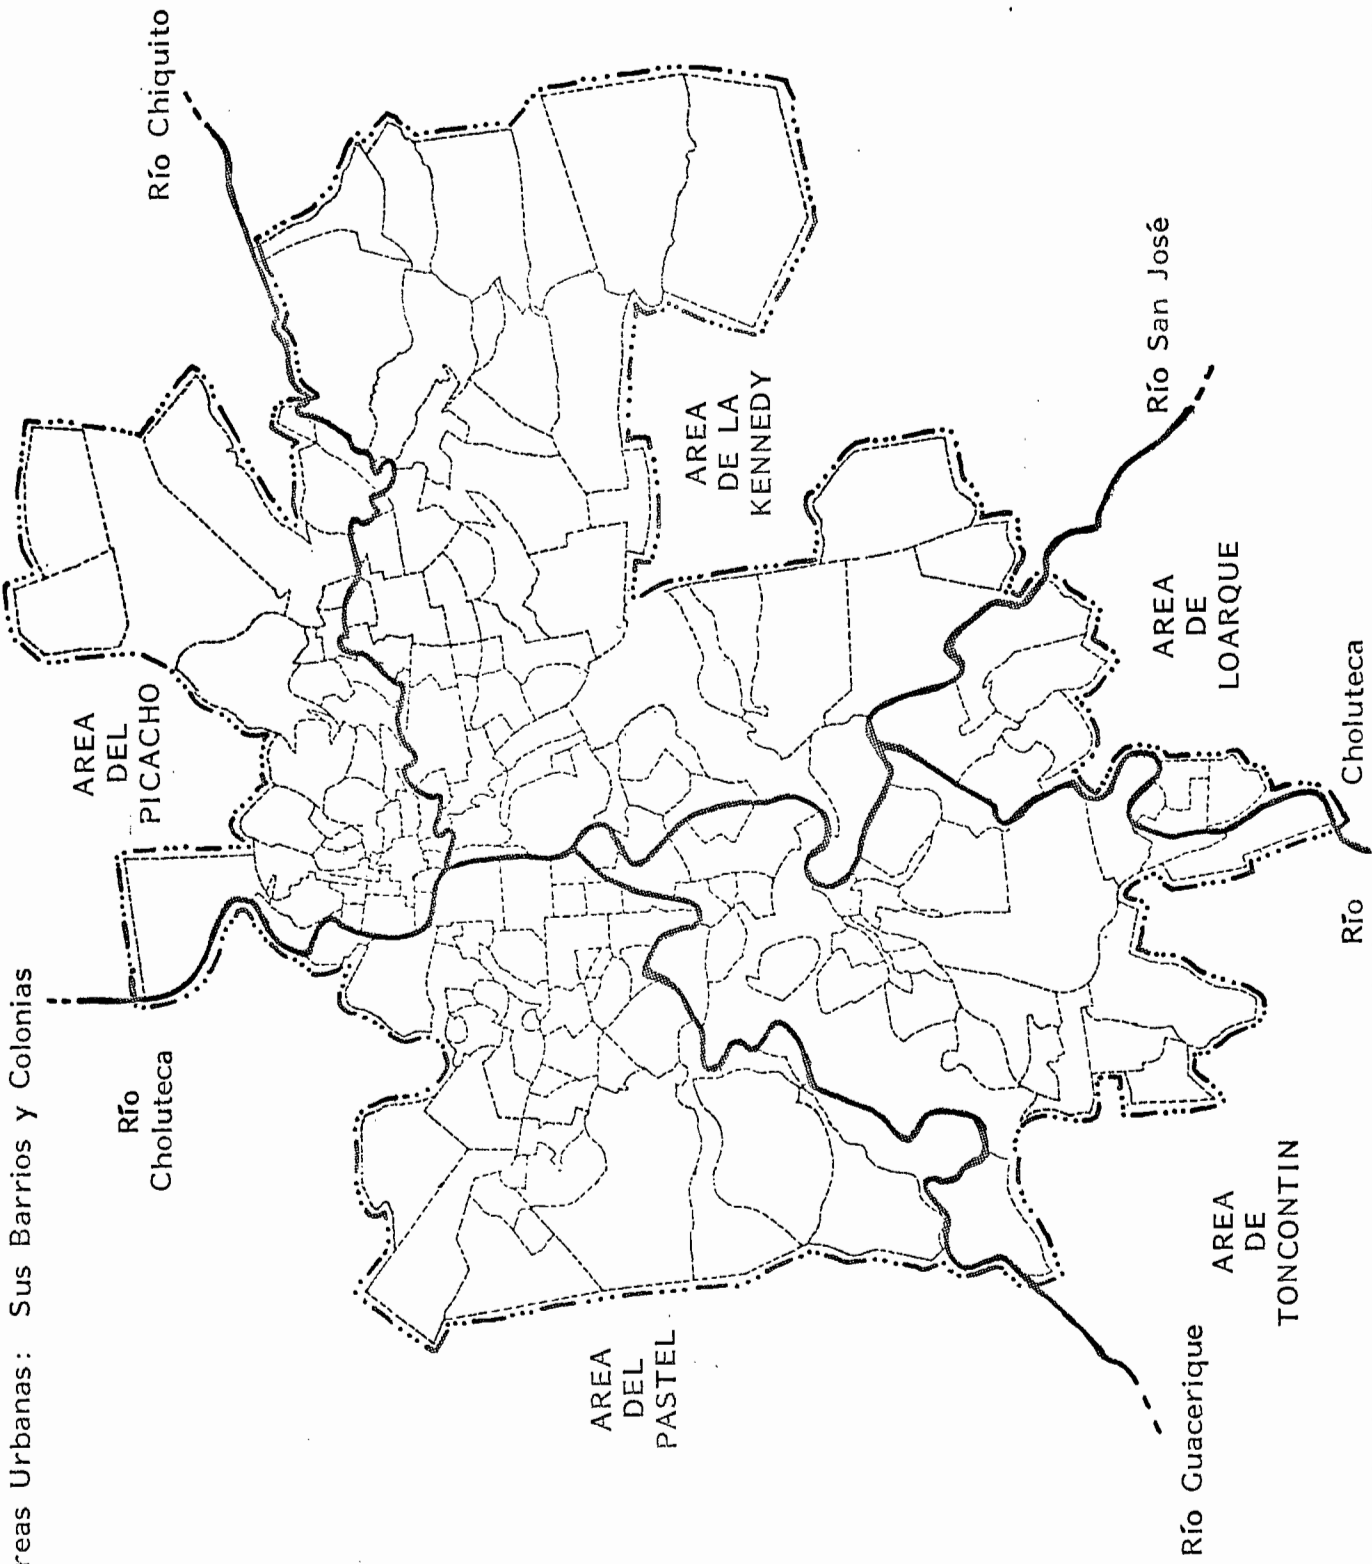 reas Urbanas: Sus Barrios y Colonias
Río
Choluteca
AREA
DEL
PICACHO
Río Chiquito
AREA
DEL
PASTEL
AREA
DE LA
KENNEDY
Río Guacerique
AREA
DE
TONCONTIN
AREA
DE
LOARQUE
Río San José
Río Choluteca